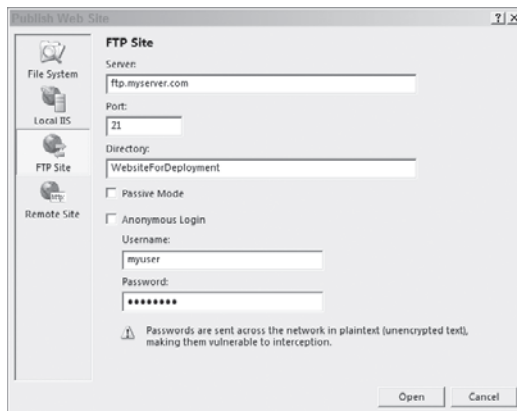 Publish Web Site
File System
Local IIS
FTP Site
Remote Site
FTP Site
Server:
ftp.myserver.com
Port:
21
Directory:
WebsiteForDeployment
Passive Mode
Anonymous Login
Username:
myuser
Password:
••••••••
Passwords are sent across the network in plaintext (unencrypted text),
making them vulnerable to interception.
Open
Cancel